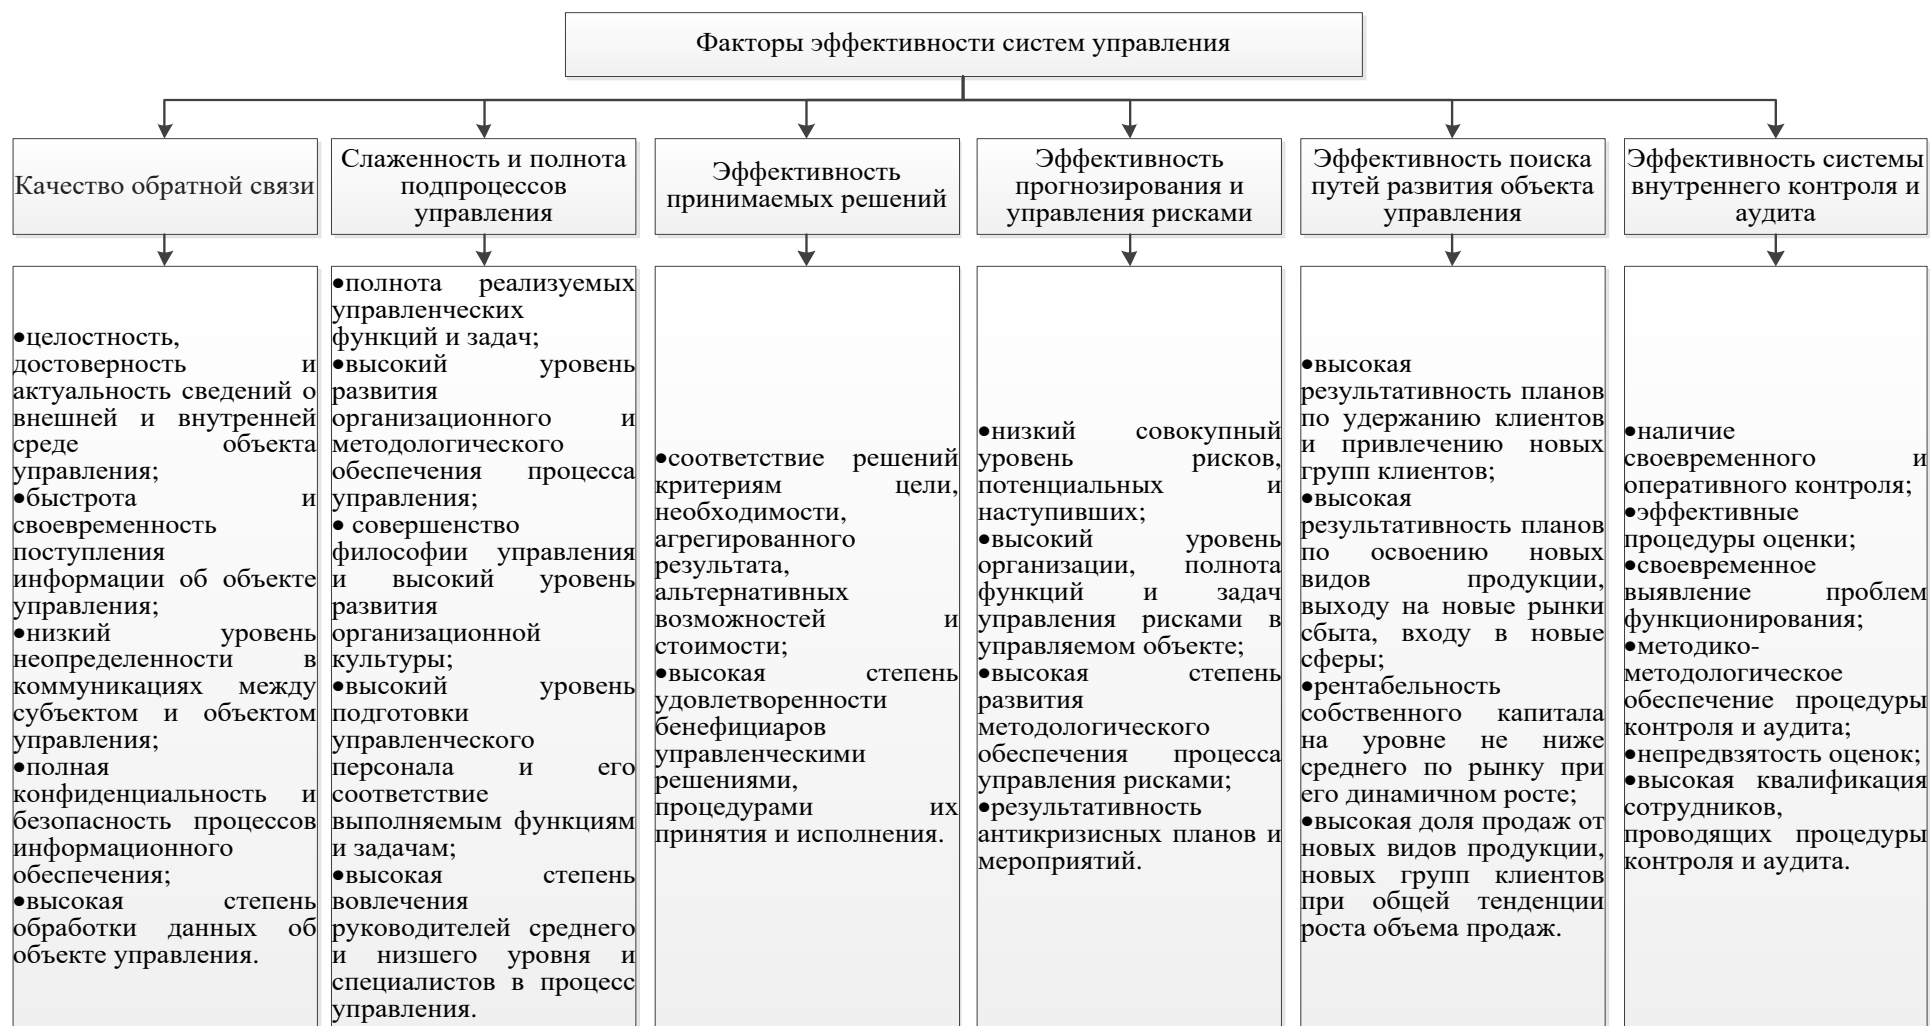 Факторы эффективности систем управления
Качество обратной связи
Слаженность и полнота
подпроцессов
управления
Эффективность
принимаемых решений
Эффективность
прогнозирования и
управления рисками
Эффективность поиска
путей развития объекта
управления
Эффективность системы
внутреннего контроля и
аудита
•целостность,
достоверность и
актуальность сведений о
внешней и внутренней
среде объекта
управления;
•быстрота и
своевременность
поступления
информации об объекте
управления;
•низкий уровень
неопределенности в
коммуникациях между
субъектом и объектом
управления;
•полная
конфиденциальность и
безопасность процессов
информационного
обеспечения;
•высокая степень
обработки данных об
объекте управления.
•полнота реализуемых
управленческих
функций и задач;
•высокий уровень
развития
организационного и
методологического
обеспечения процесса
управления;
• совершенство
философии управления
и высокий уровень
развития
организационной
культуры;
•высокий уровень
подготовки
управленческого
персонала и его
соответствие
выполняемым функциям
и задачам;
•высокая степень
вовлечения
руководителей среднего
и низшего уровня и
специалистов в процесс
управления.
•соответствие решений
критериям цели,
необходимости,
агрегированного
результата,
альтернативных
возможностей и
стоимости;
•высокая степень
удовлетворенности
бенефициаров
управленческими
решениями,
процедурами их
принятия и исполнения.
•низкий совокупный
уровень рисков,
потенциальных и
наступивших;
•высокий уровень
организации, полнота
функций и задач
управления рисками в
управляемом объекте;
•высокая степень
развития
методологического
обеспечения процесса
управления рисками;
•результативность
антикризисных планов и
мероприятий.
•высокая
результативность планов
по удержанию клиентов
и привлечению новых
групп клиентов;
•высокая
результативность планов
по освоению новых
видов продукции,
выходу на новые рынки
сбыта, входу в новые
сферы;
•рентабельность
собственного капитала
на уровне не ниже
среднего по рынку при
его динамичном росте;
•высокая доля продаж от
новых видов продукции,
новых групп клиентов
при общей тенденции
роста объема продаж.
•наличие
своевременного и
оперативного контроля;
•эффективные
процедуры оценки;
•своевременное
выявление проблем
функционирования;
•методико-
методологическое
обеспечение процедуры
контроля и аудита;
•непредвзятость оценок;
•высокая квалификация
сотрудников,
проводящих процедуры
контроля и аудита.